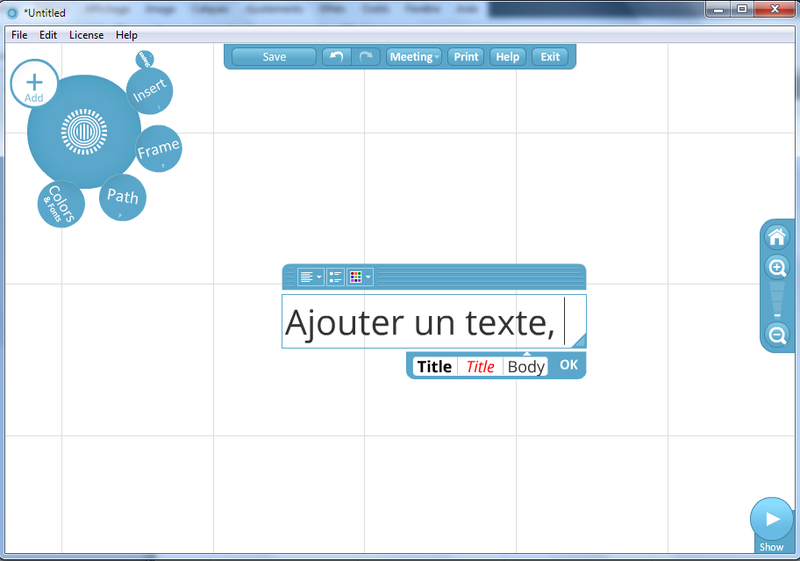 *Untitled
File Edit License Help
Save Meeting Print Help Exit
Add
Insert
Frame
Path
Colors
& Fonts
Ajouter un texte,
Title Title Body OK
Show